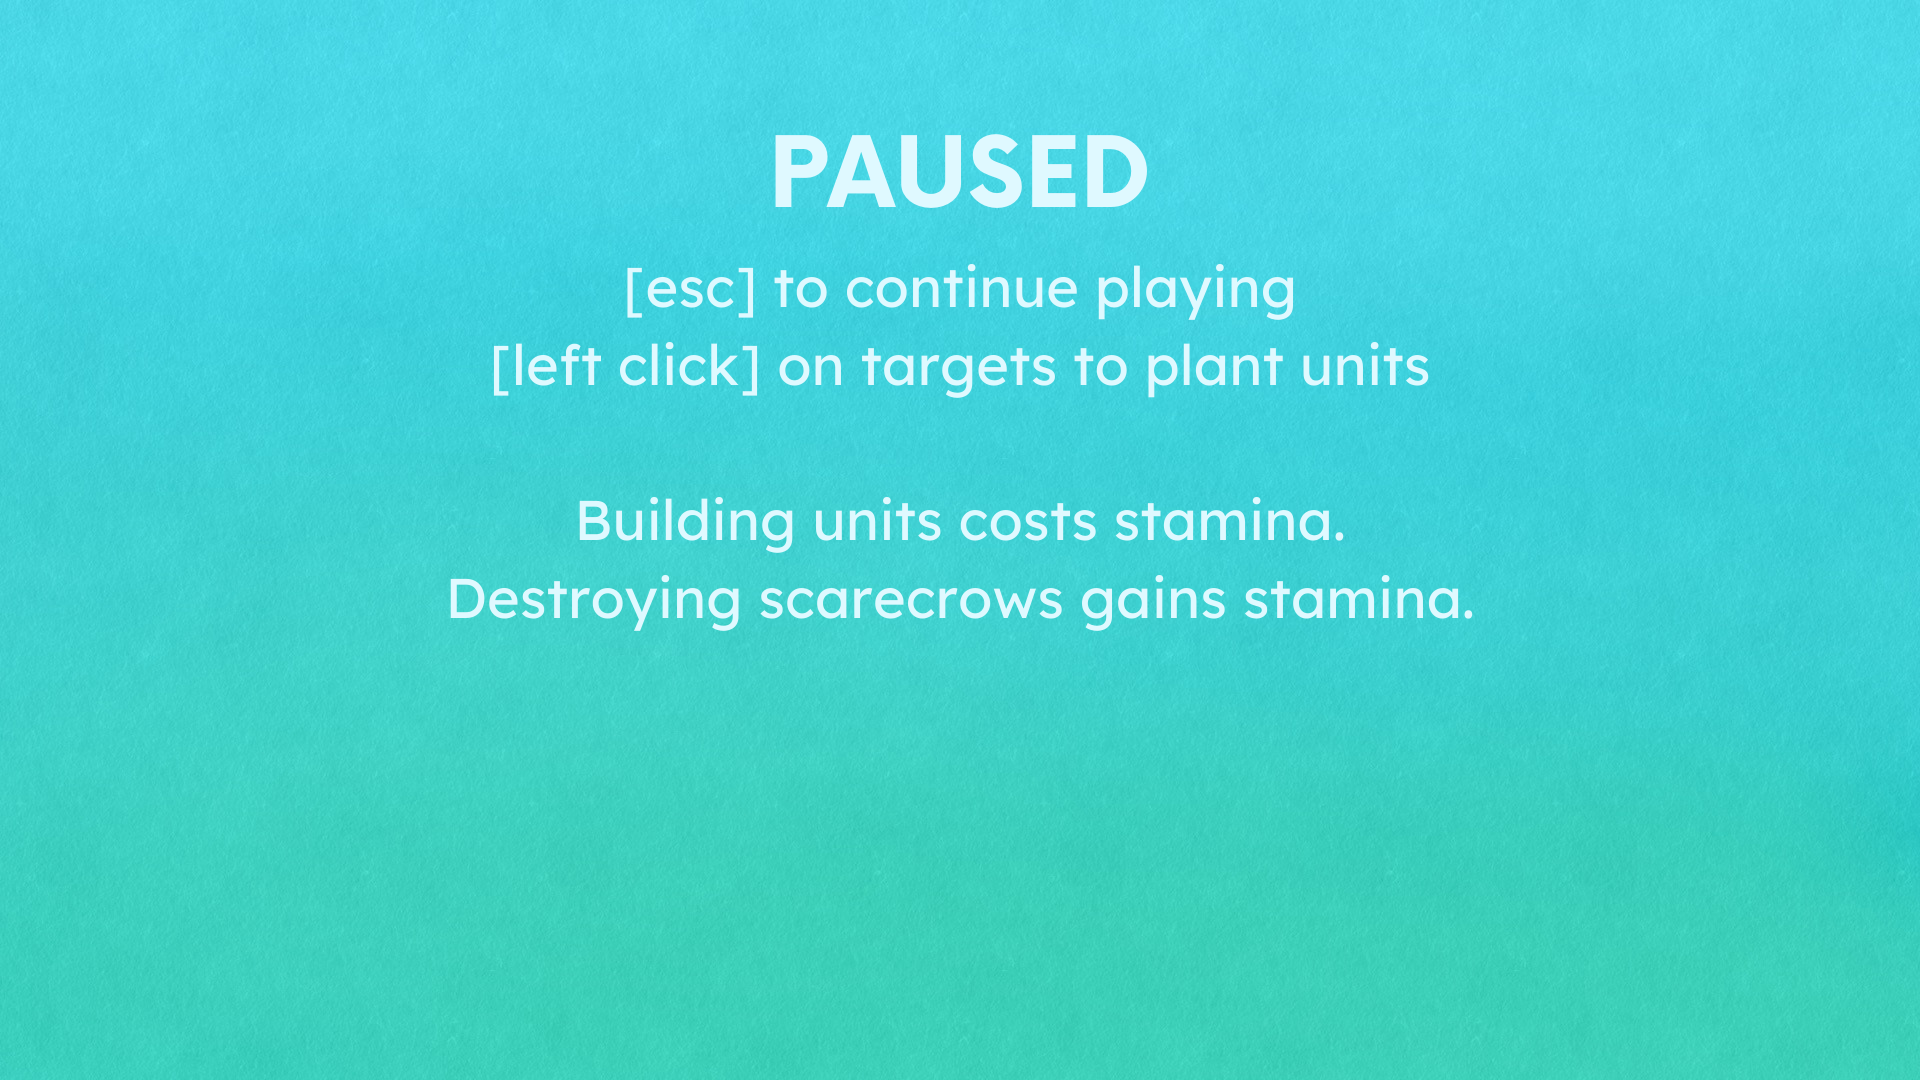 PAUSED
[esc] to continue playing
[left click] on targets to plant units
Building units costs stamina.
Destroying scarecrows gains stamina.